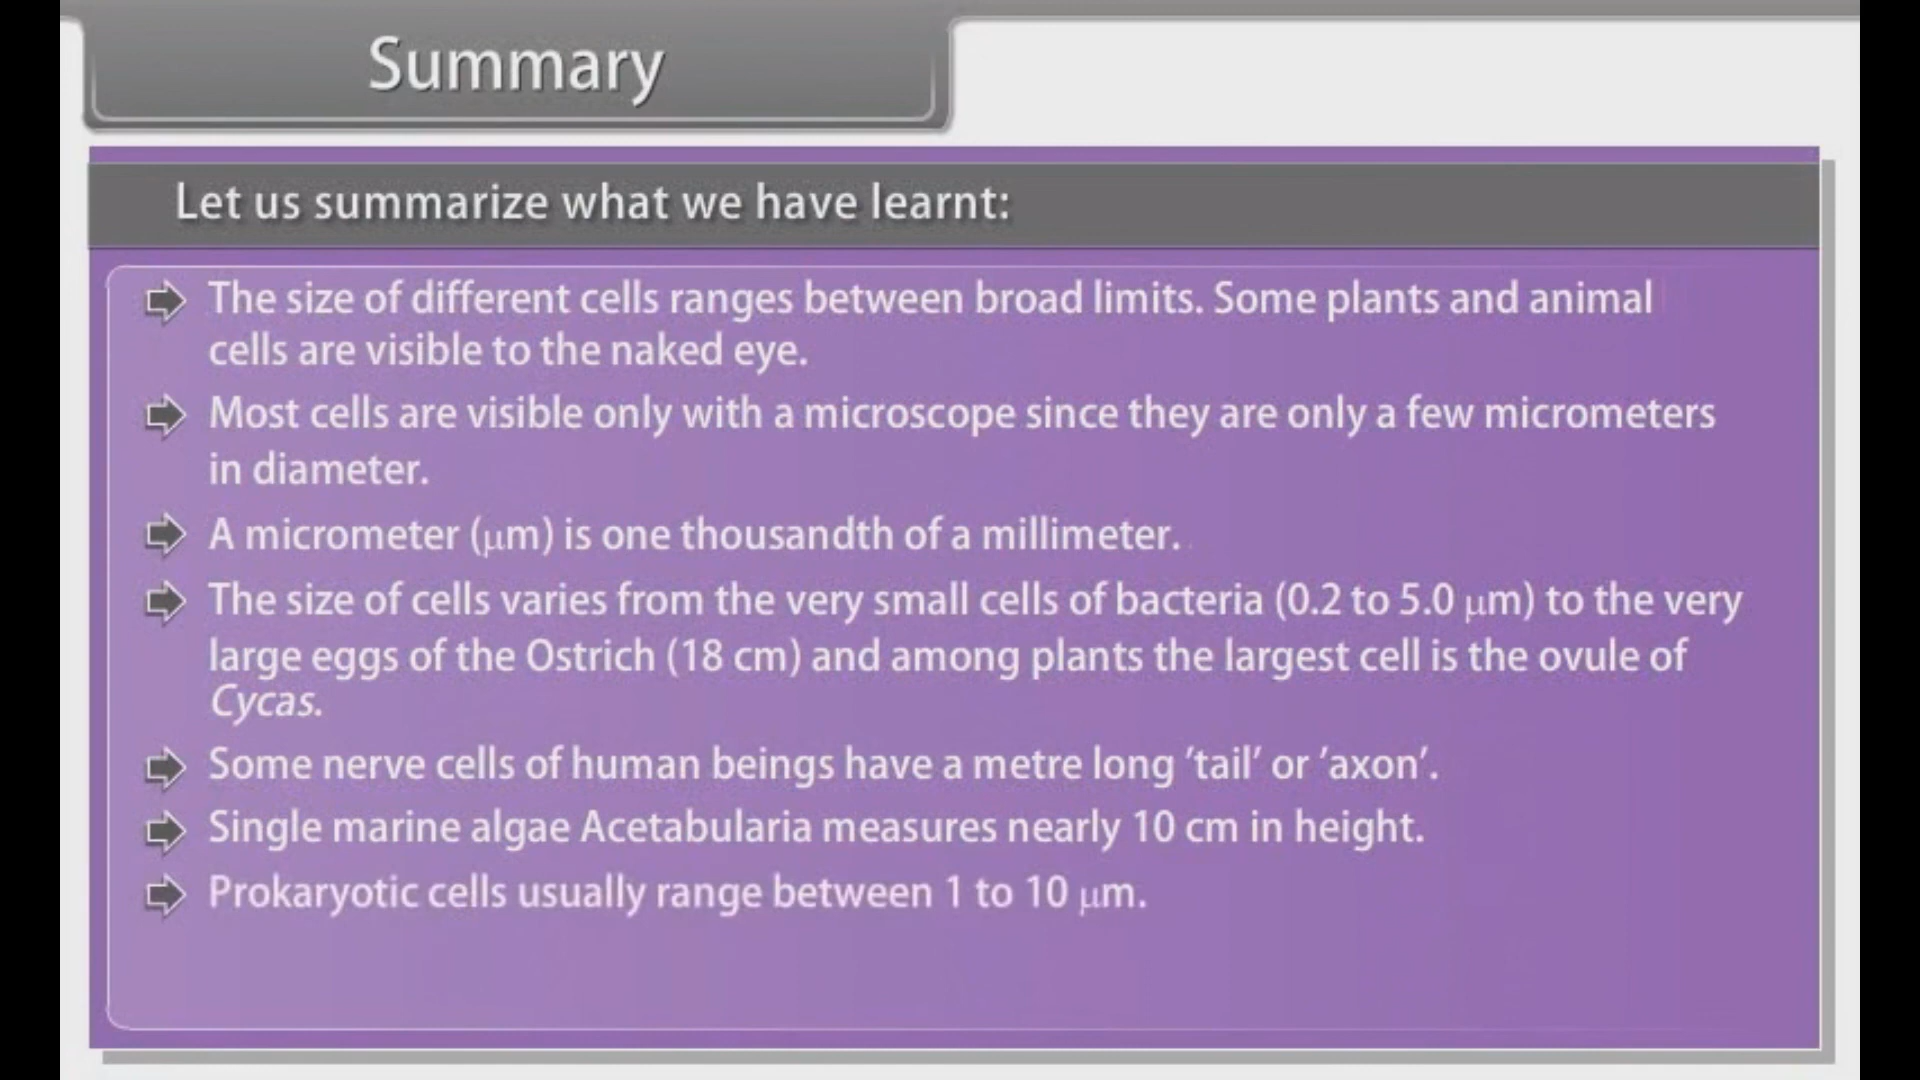 Summary
Let us summarize what we have learnt:
The size of different cells ranges between broad limits. Some plants and animal
cells are visible to the naked eye.
Most cells are visible only with a microscope since they are only a few micrometers
in diameter.
A micrometer (μm) is one thousandth of a millimeter.
The size of cells varies from the very small cells of bacteria (0.2 to 5.0 μm) to the very
large eggs of the Ostrich (18 cm) and among plants the largest cell is the ovule of
Cycas.
Some nerve cells of human beings have a metre long ’tail’ or ’axon’.
Single marine algae Acetabularia measures nearly 10 cm in height.
Prokaryotic cells usually range between 1 to 10 μm.